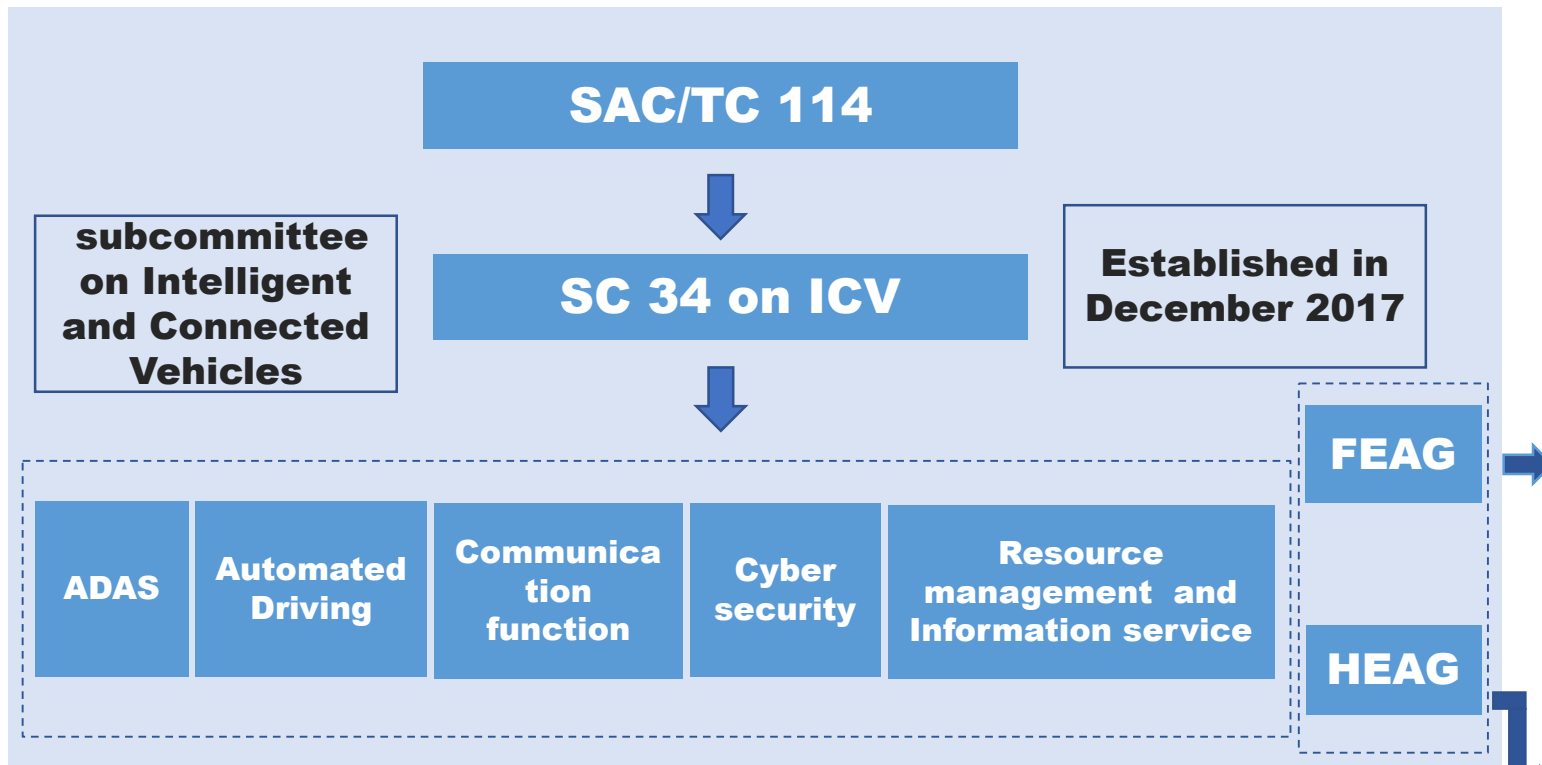 SAC/TC 114
subcommittee
on Intelligent
and Connected
Vehicles
SC 34 on ICV
Established in
December 2017
ADAS
Automated
Driving
Communica
tion
function
Cyber
security
Resource
management  and
Information service
FEAG
HEAG